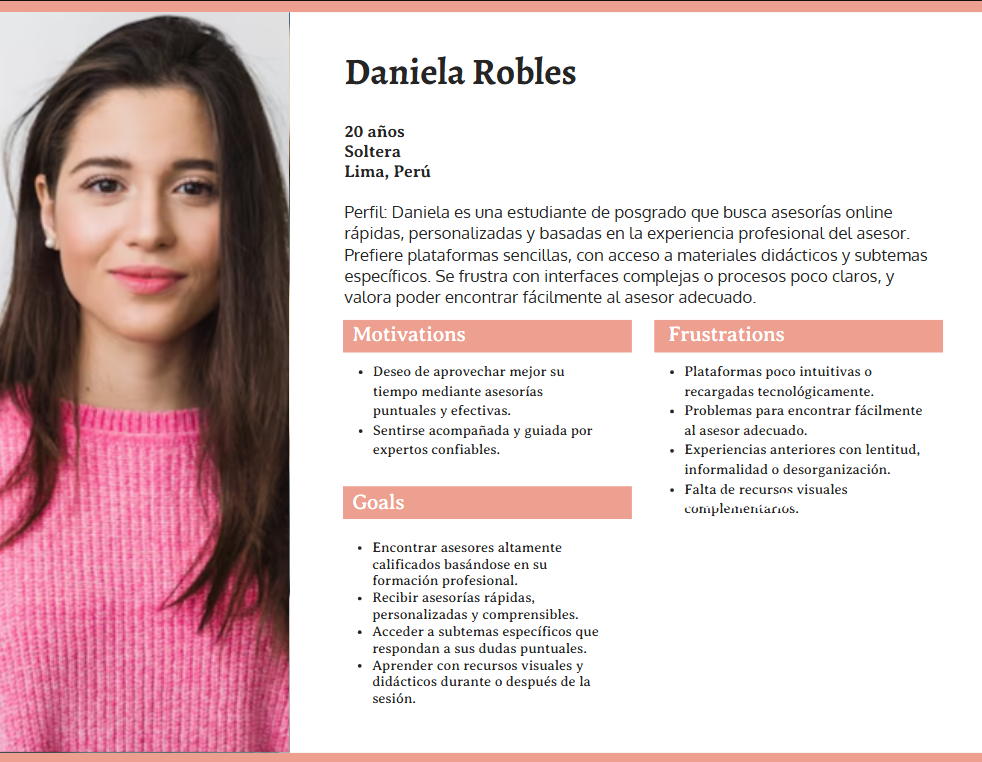 Daniela Robles
20 años
Soltera
Lima, Perú
Perfil: Daniela es una estudiante de posgrado que busca asesorías online
rápidas, personalizadas y basadas en la experiencia profesional del asesor.
Prefiere plataformas sencillas, con acceso a materiales didácticos y subtemas
específicos. Se frustra con interfaces complejas o procesos poco claros, y
valora poder encontrar fácilmente al asesor adecuado.
Motivations
• Deseo de aprovechar mejor su
tiempo mediante asesorías
puntuales y efectivas.
• Sentirse acompañada y guiada por
expertos confiables.
Goals
• Encontrar asesores altamente
calificados basándose en su
formación profesional.
• Recibir asesorías rápidas,
personalizadas y comprensibles.
• Acceder a subtemas específicos que
respondan a sus dudas puntuales.
• Aprender con recursos visuales y
didácticos durante o después de la
sesión.
Frustrations
• Plataformas poco intuitivas o
recargadas tecnológicamente.
• Problemas para encontrar fácilmente
al asesor adecuado.
• Experiencias anteriores con lentitud,
informalidad o desorganización.
• Falta de recursos visuales
complementarios.